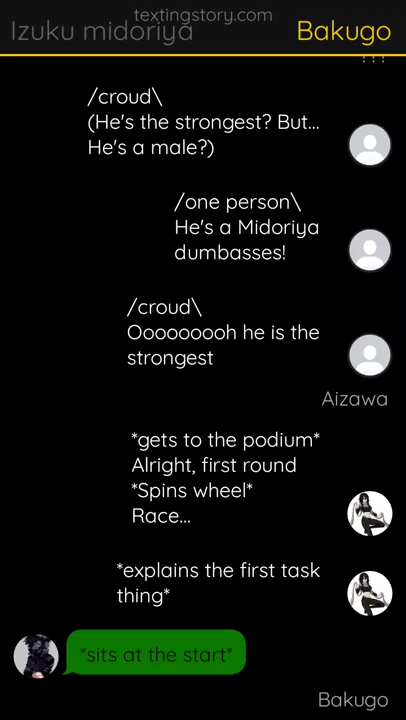 textingstory.com
Izuku midoriya
Bakugo
/croud\
(He's the strongest? But...
He's a male?)
/one person\
He's a Midoriya
dumbasses!
/croud\
Ooooooooh he is the
strongest
Aizawa
*gets to the podium*
Alright, first round
*Spins wheel*
Race...
*explains the first task
thing*
*sits at the start*
Bakugo